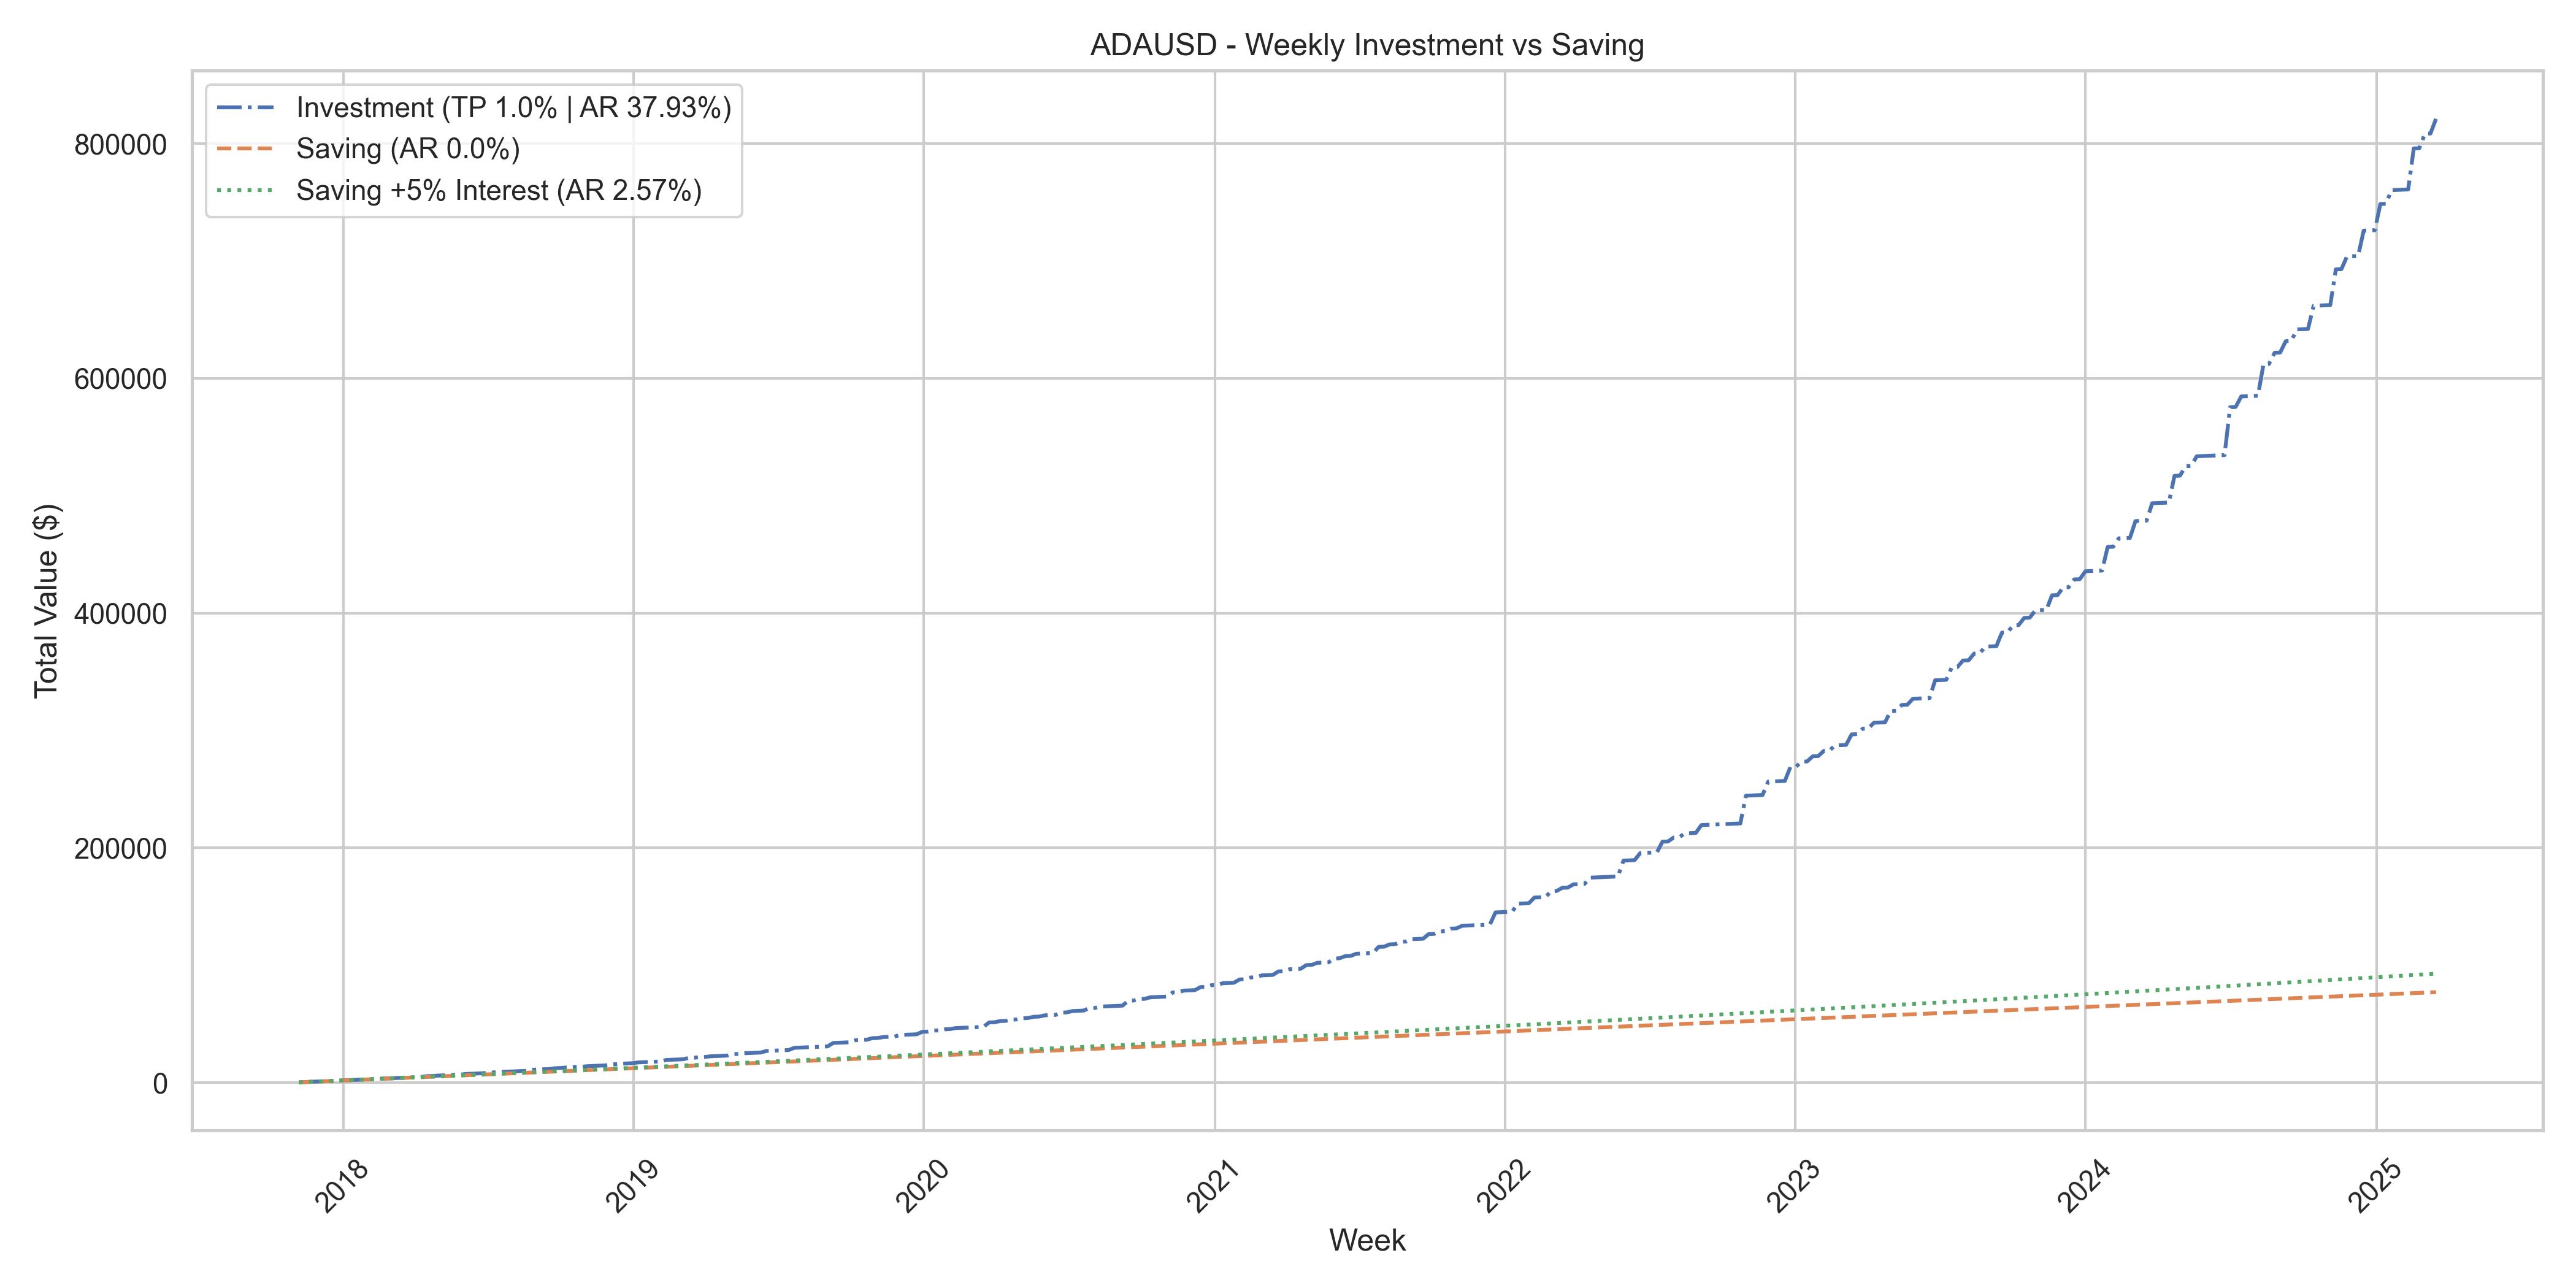 ADAUSD - Weekly Investment vs Saving
Investment (TP 1.0% | AR 37.93%)
Saving (AR 0.0%)
Saving +5% Interest (AR 2.57%)
Total Value ($)
800000
600000
400000
200000
0
2018
2019
2020
2021
2022
2023
2024
2025
Week